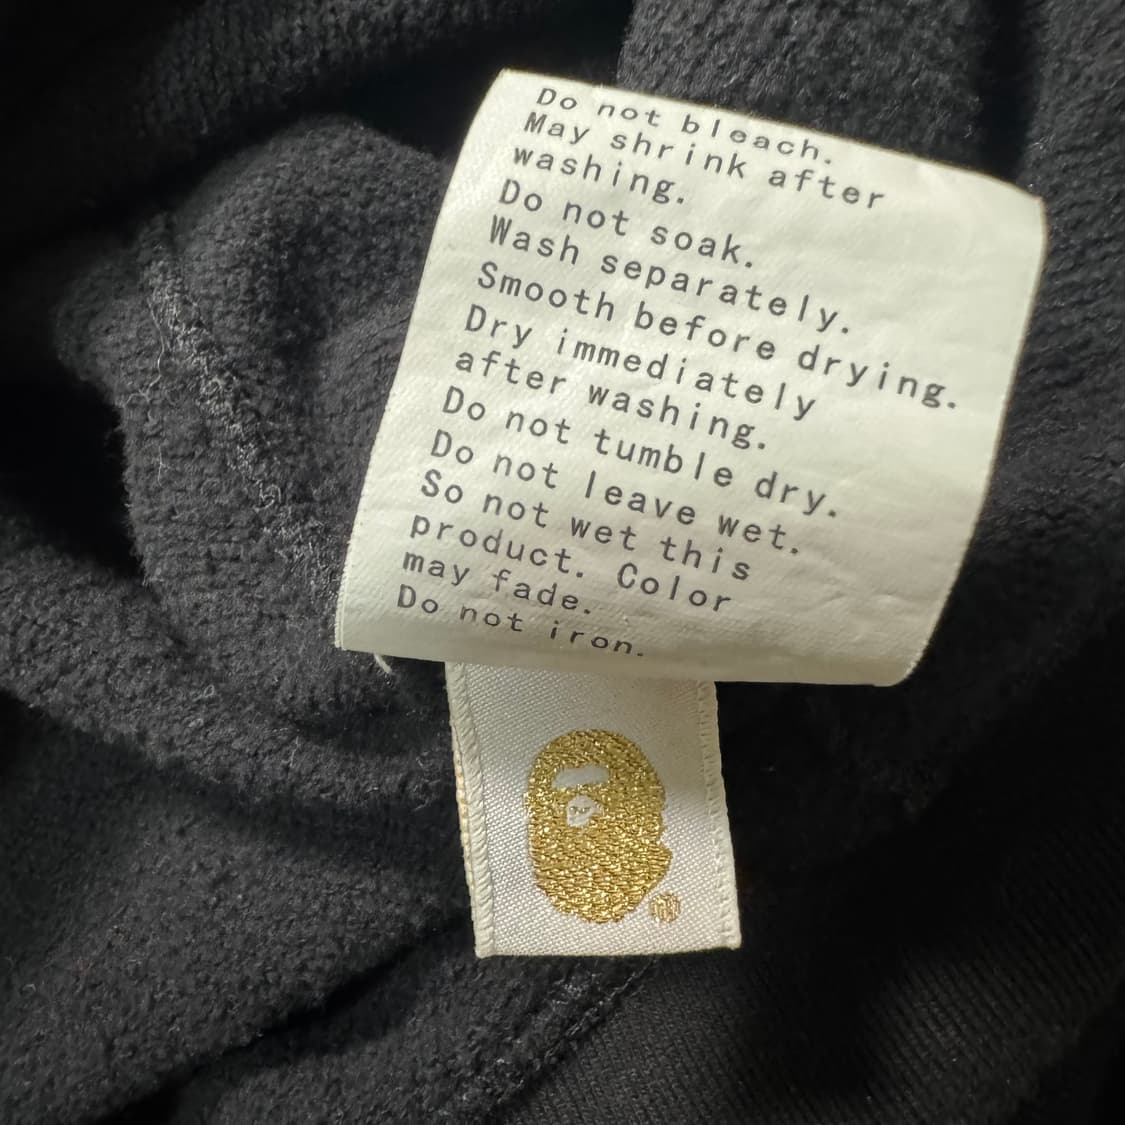 Do not bleach.
May shrink after
washing.
Do not soak.
Wash separately.
Smooth before drying.
Dry immediately
after washing.
Do not tumble dry.
Do not leave wet.
So not wet this
product. Color
may fade.
Do not iron.